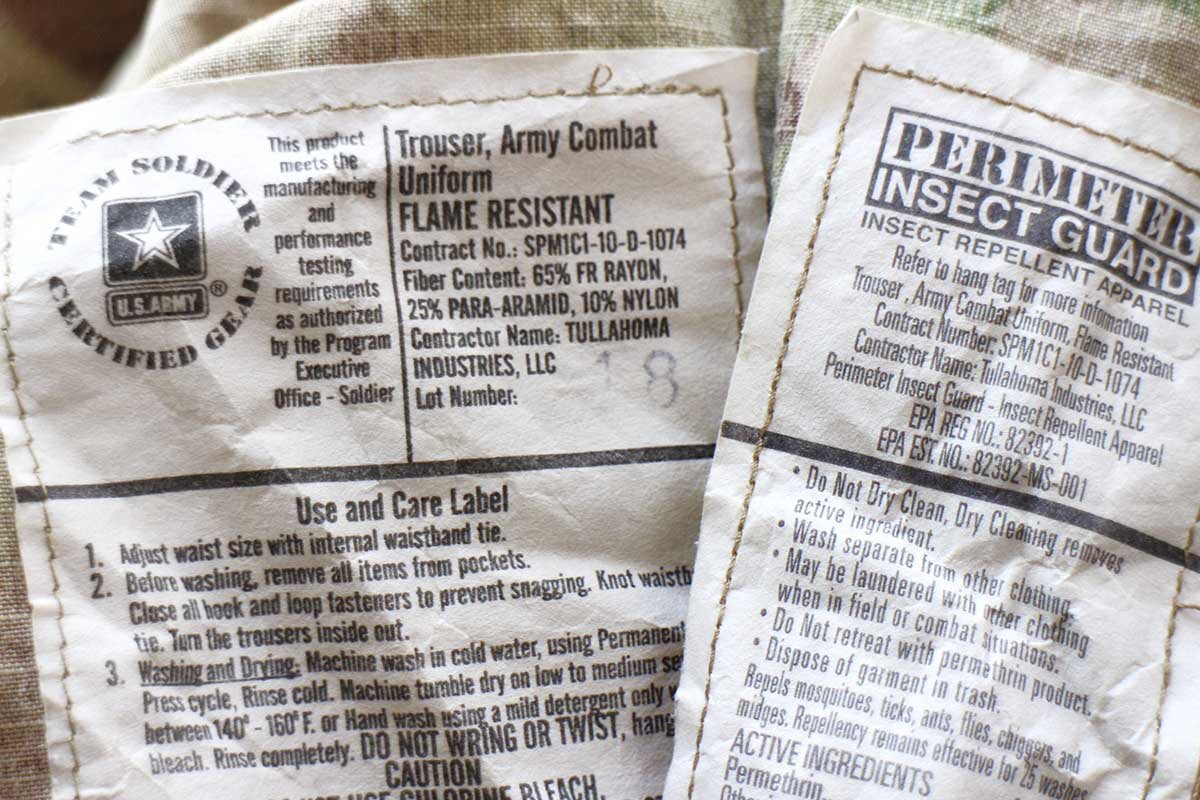 TEAM SOLDIER
U.S.ARMY ®
CERTIFIED GEAR
This product
meets the
manufacturing
and
performance
testing
requirements
as authorized
by the Program
Executive
Office - Soldier
Trouser, Army Combat
Uniform
FLAME RESISTANT
Contract No.: SPM1C1-10-D-1074
Fiber Content: 65% FR RAYON,
25% PARA-ARAMID, 10% NYLON
Contractor Name: TULLAHOMA
INDUSTRIES, LLC
Lot Number: 18
Use and Care Label
1. Adjust waist size with internal waistband tie.
2. Before washing, remove all items from pockets.
Close all hook and loop fasteners to prevent snagging. Knot waistb
tie. Turn the trousers inside out.
3. Washing and Drying: Machine wash in cold water, using Permanent
Press cycle, Rinse cold. Machine tumble dry on low to medium se
between 140° - 160° F. or Hand wash using a mild detergent only
bleach. Rinse completely. DO NOT WRING OR TWIST, hang
CAUTION
NOT USE CHLORINE BLEACH.
PERIMETER
INSECT GUARD
INSECT REPELLENT APPAREL
Refer to hang tag for more infomation
Trouser , Army Combat Uniform, Flame Resistant
Contract Number: SPM1C1-10-D-1074
Contractor Name: Tullahoma Industries, LLC
Perimeter Insect Guard - Insect Repellent Apparel
EPA REG NO.: 82392-1
EPA EST. NO.: 82392-MS-001
• Do Not Dry Clean, Dry Cleaning removes
active ingredient.
• Wash separate from other clothing.
• May be laundered with other clothing
when in field or combat situations.
• Do Not retreat with permethrin product.
• Dispose of garment in trash.
Repels mosquitoes, ticks, ants, flies, chiggers, and
midges. Repellency remains effective for 25 washes
ACTIVE INGREDIENTS
Permethrin